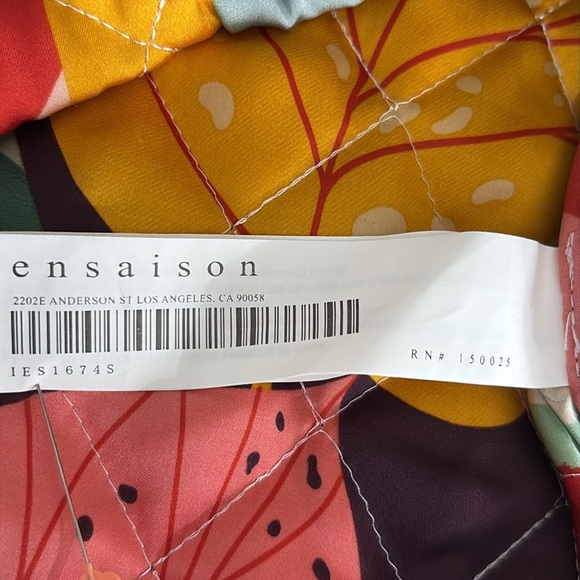 ensaison
2202E ANDERSON ST LOS ANGELES, CA 90058
IES1674S
RN# 150025